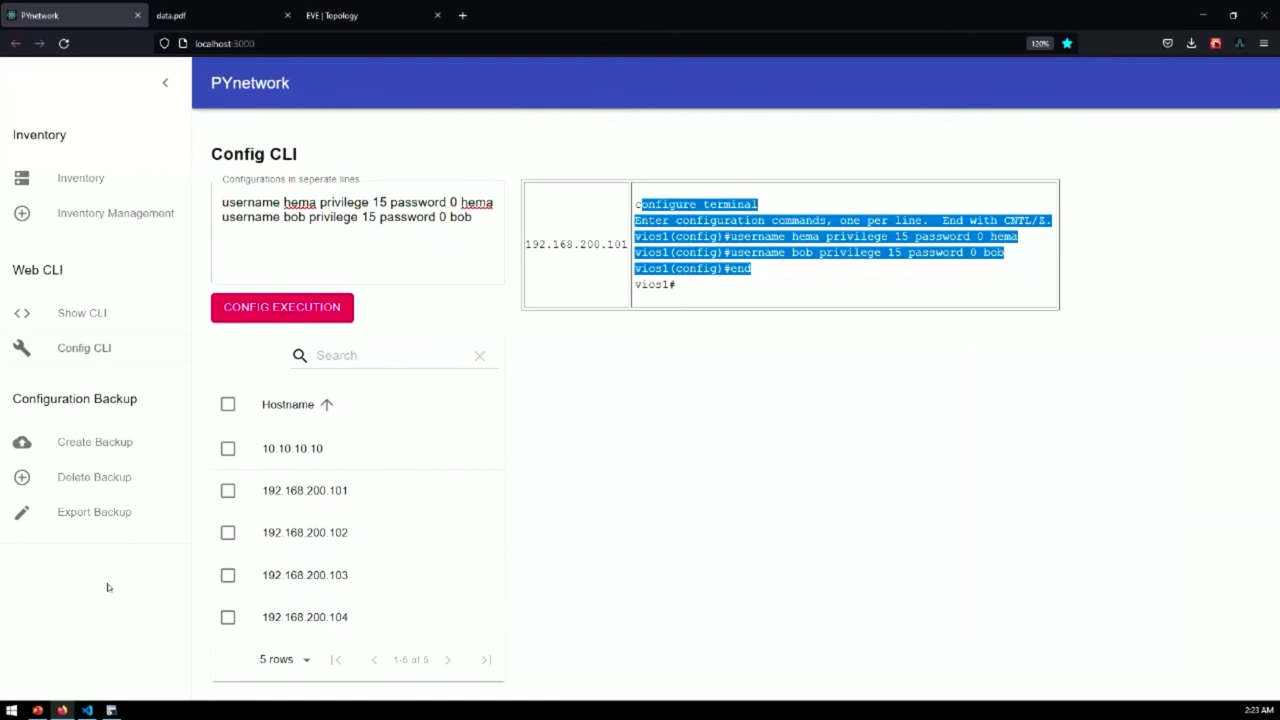 PYnetwork
data.pdf
EVE | Topology
localhost:3000
120%
PYnetwork
Inventory
Inventory
Inventory Management
Web CLI
Show CLI
Config CLI
Configuration Backup
Create Backup
Delete Backup
Export Backup
Config CLI
Configurations in seperate lines
username hema privilege 15 password 0 hema
username bob privilege 15 password 0 bob
CONFIG EXECUTION
Search
Hostname
10.10.10.10
192.168.200.101
192.168.200.102
192.168.200.103
192.168.200.104
5 rows
1-5 of 5
192.168.200.101
configure terminal
Enter configuration commands, one per line.  End with CNTL/Z.
vios1(config)#username hema privilege 15 password 0 hema
vios1(config)#username bob privilege 15 password 0 bob
vios1(config)#end
vios1#
2:23 AM